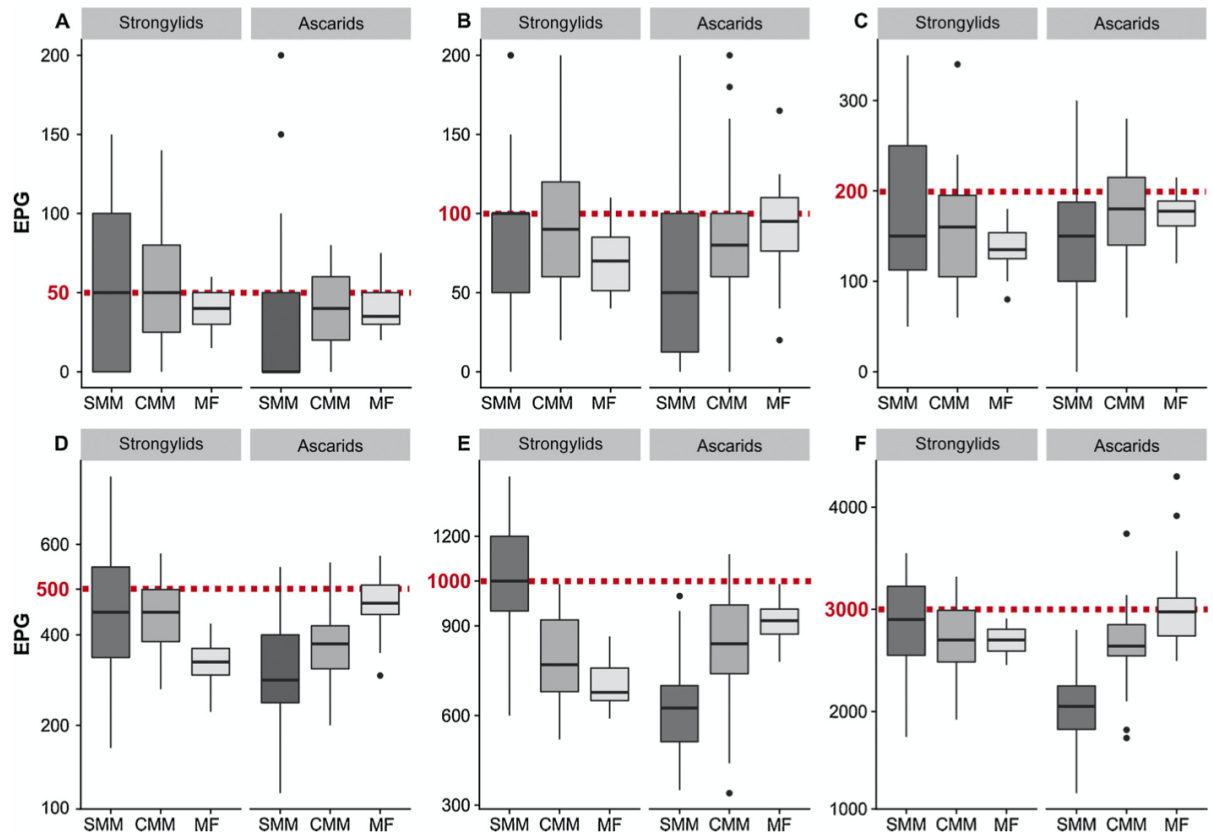 A Strongylids Ascarids
EPG
200
150
100
50
0
SMM CMM MF SMM CMM MF
B Strongylids Ascarids
200
150
100
50
0
SMM CMM MF SMM CMM MF
C Strongylids Ascarids
300
200
100
0
SMM CMM MF SMM CMM MF
D Strongylids Ascarids
EPG
600
500
400
200
100
SMM CMM MF SMM CMM MF
E Strongylids Ascarids
1200
1000
900
600
300
SMM CMM MF SMM CMM MF
F Strongylids Ascarids
4000
3000
2000
1000
SMM CMM MF SMM CMM MF